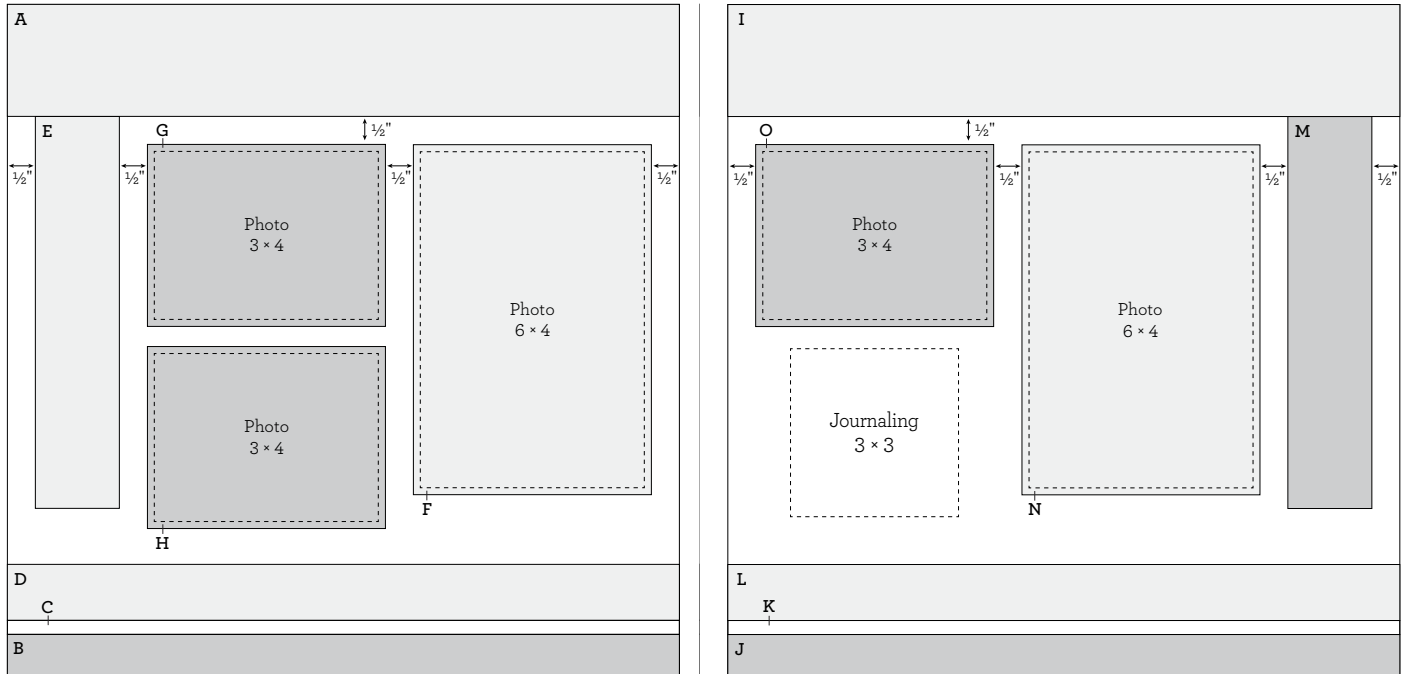 A
E
G
½"
½"
½"
½"
½"
Photo
3 × 4
Photo
6 × 4
Photo
3 × 4
F
H
D
C
B
I
O
½"
M
½"
½"
½"
½"
Photo
3 × 4
Photo
6 × 4
Journaling
3 × 3
N
L
K
J